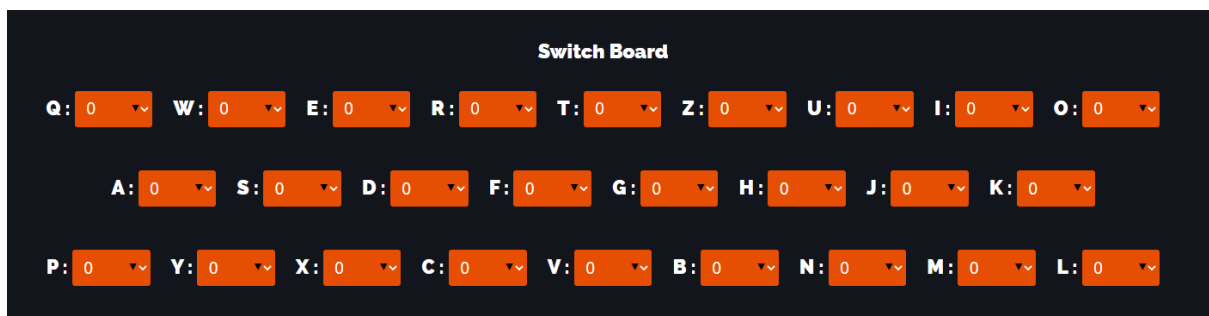 Switch Board
Q: 0 W: 0 E: 0 R: 0 T: 0 Z: 0 U: 0 I: 0 O: 0
A: 0 S: 0 D: 0 F: 0 G: 0 H: 0 J: 0 K: 0
P: 0 Y: 0 X: 0 C: 0 V: 0 B: 0 N: 0 M: 0 L: 0